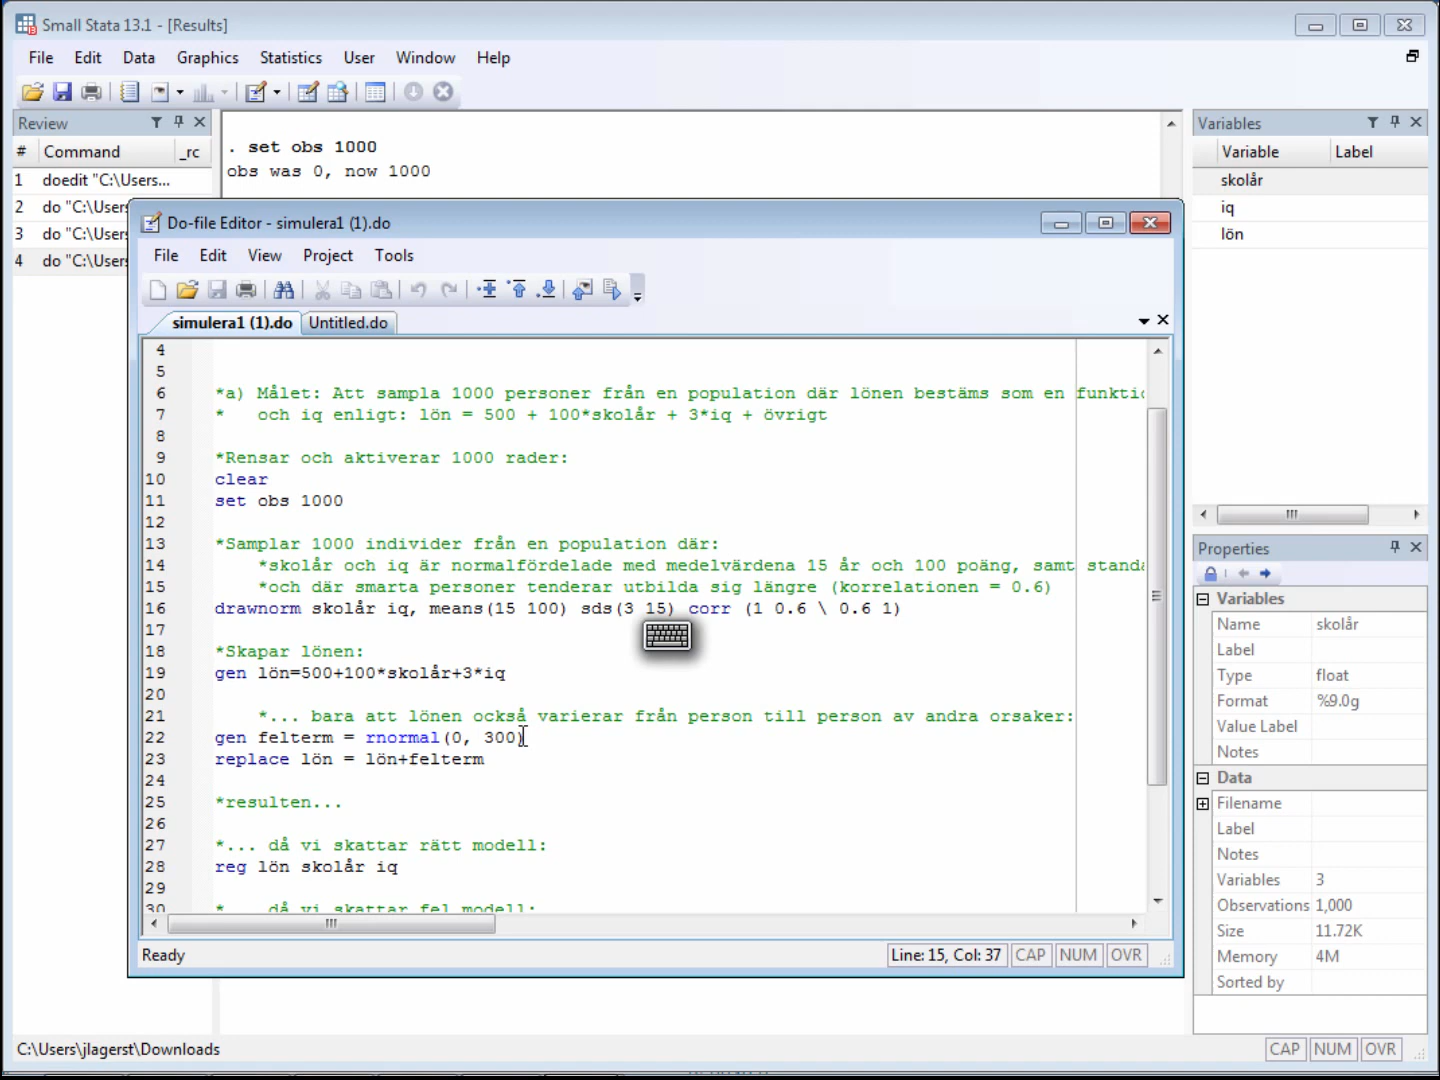 Small Stata 13.1 - [Results]
File Edit Data Graphics Statistics User Window Help
Review
# Command _rc
1 doedit "C:\Users...
2 do "C:\Users
3 do "C:\Users
4 do "C:\Users
. set obs 1000
obs was 0, now 1000
Do-file Editor - simulera1 (1).do
File Edit View Project Tools
simulera1 (1).do Untitled.do
4
5
6 *a) Målet: Att sampla 1000 personer från en population där lönen bestäms som en funktio
7 * och iq enligt: lön = 500 + 100*skolår + 3*iq + övrigt
8
9 *Rensar och aktiverar 1000 rader:
10 clear
11 set obs 1000
12
13 *Samplar 1000 individer från en population där:
14 *skolår och iq är normalfördelade med medelvärdena 15 år och 100 poäng, samt standa
15 *och där smarta personer tenderar utbilda sig längre (korrelationen = 0.6)
16 drawnorm skolår iq, means(15 100) sds(3 15) corr (1 0.6 \ 0.6 1)
17
18 *Skapar lönen:
19 gen lön=500+100*skolår+3*iq
20
21 *... bara att lönen också varierar från person till person av andra orsaker:
22 gen felterm = rnormal(0, 300)
23 replace lön = lön+felterm
24
25 *resulten...
26
27 *... då vi skattar rätt modell:
28 reg lön skolår iq
29
30 *... då vi skattar fel modell:
Ready
Line: 15, Col: 37 CAP NUM OVR
Variables
Variable Label
skolår
iq
lön
Properties
Variables
Name skolår
Label
Type float
Format %9.0g
Value Label
Notes
Data
Filename
Label
Notes
Variables 3
Observations 1,000
Size 11.72K
Memory 4M
Sorted by
C:\Users\jlagerst\Downloads
CAP NUM OVR